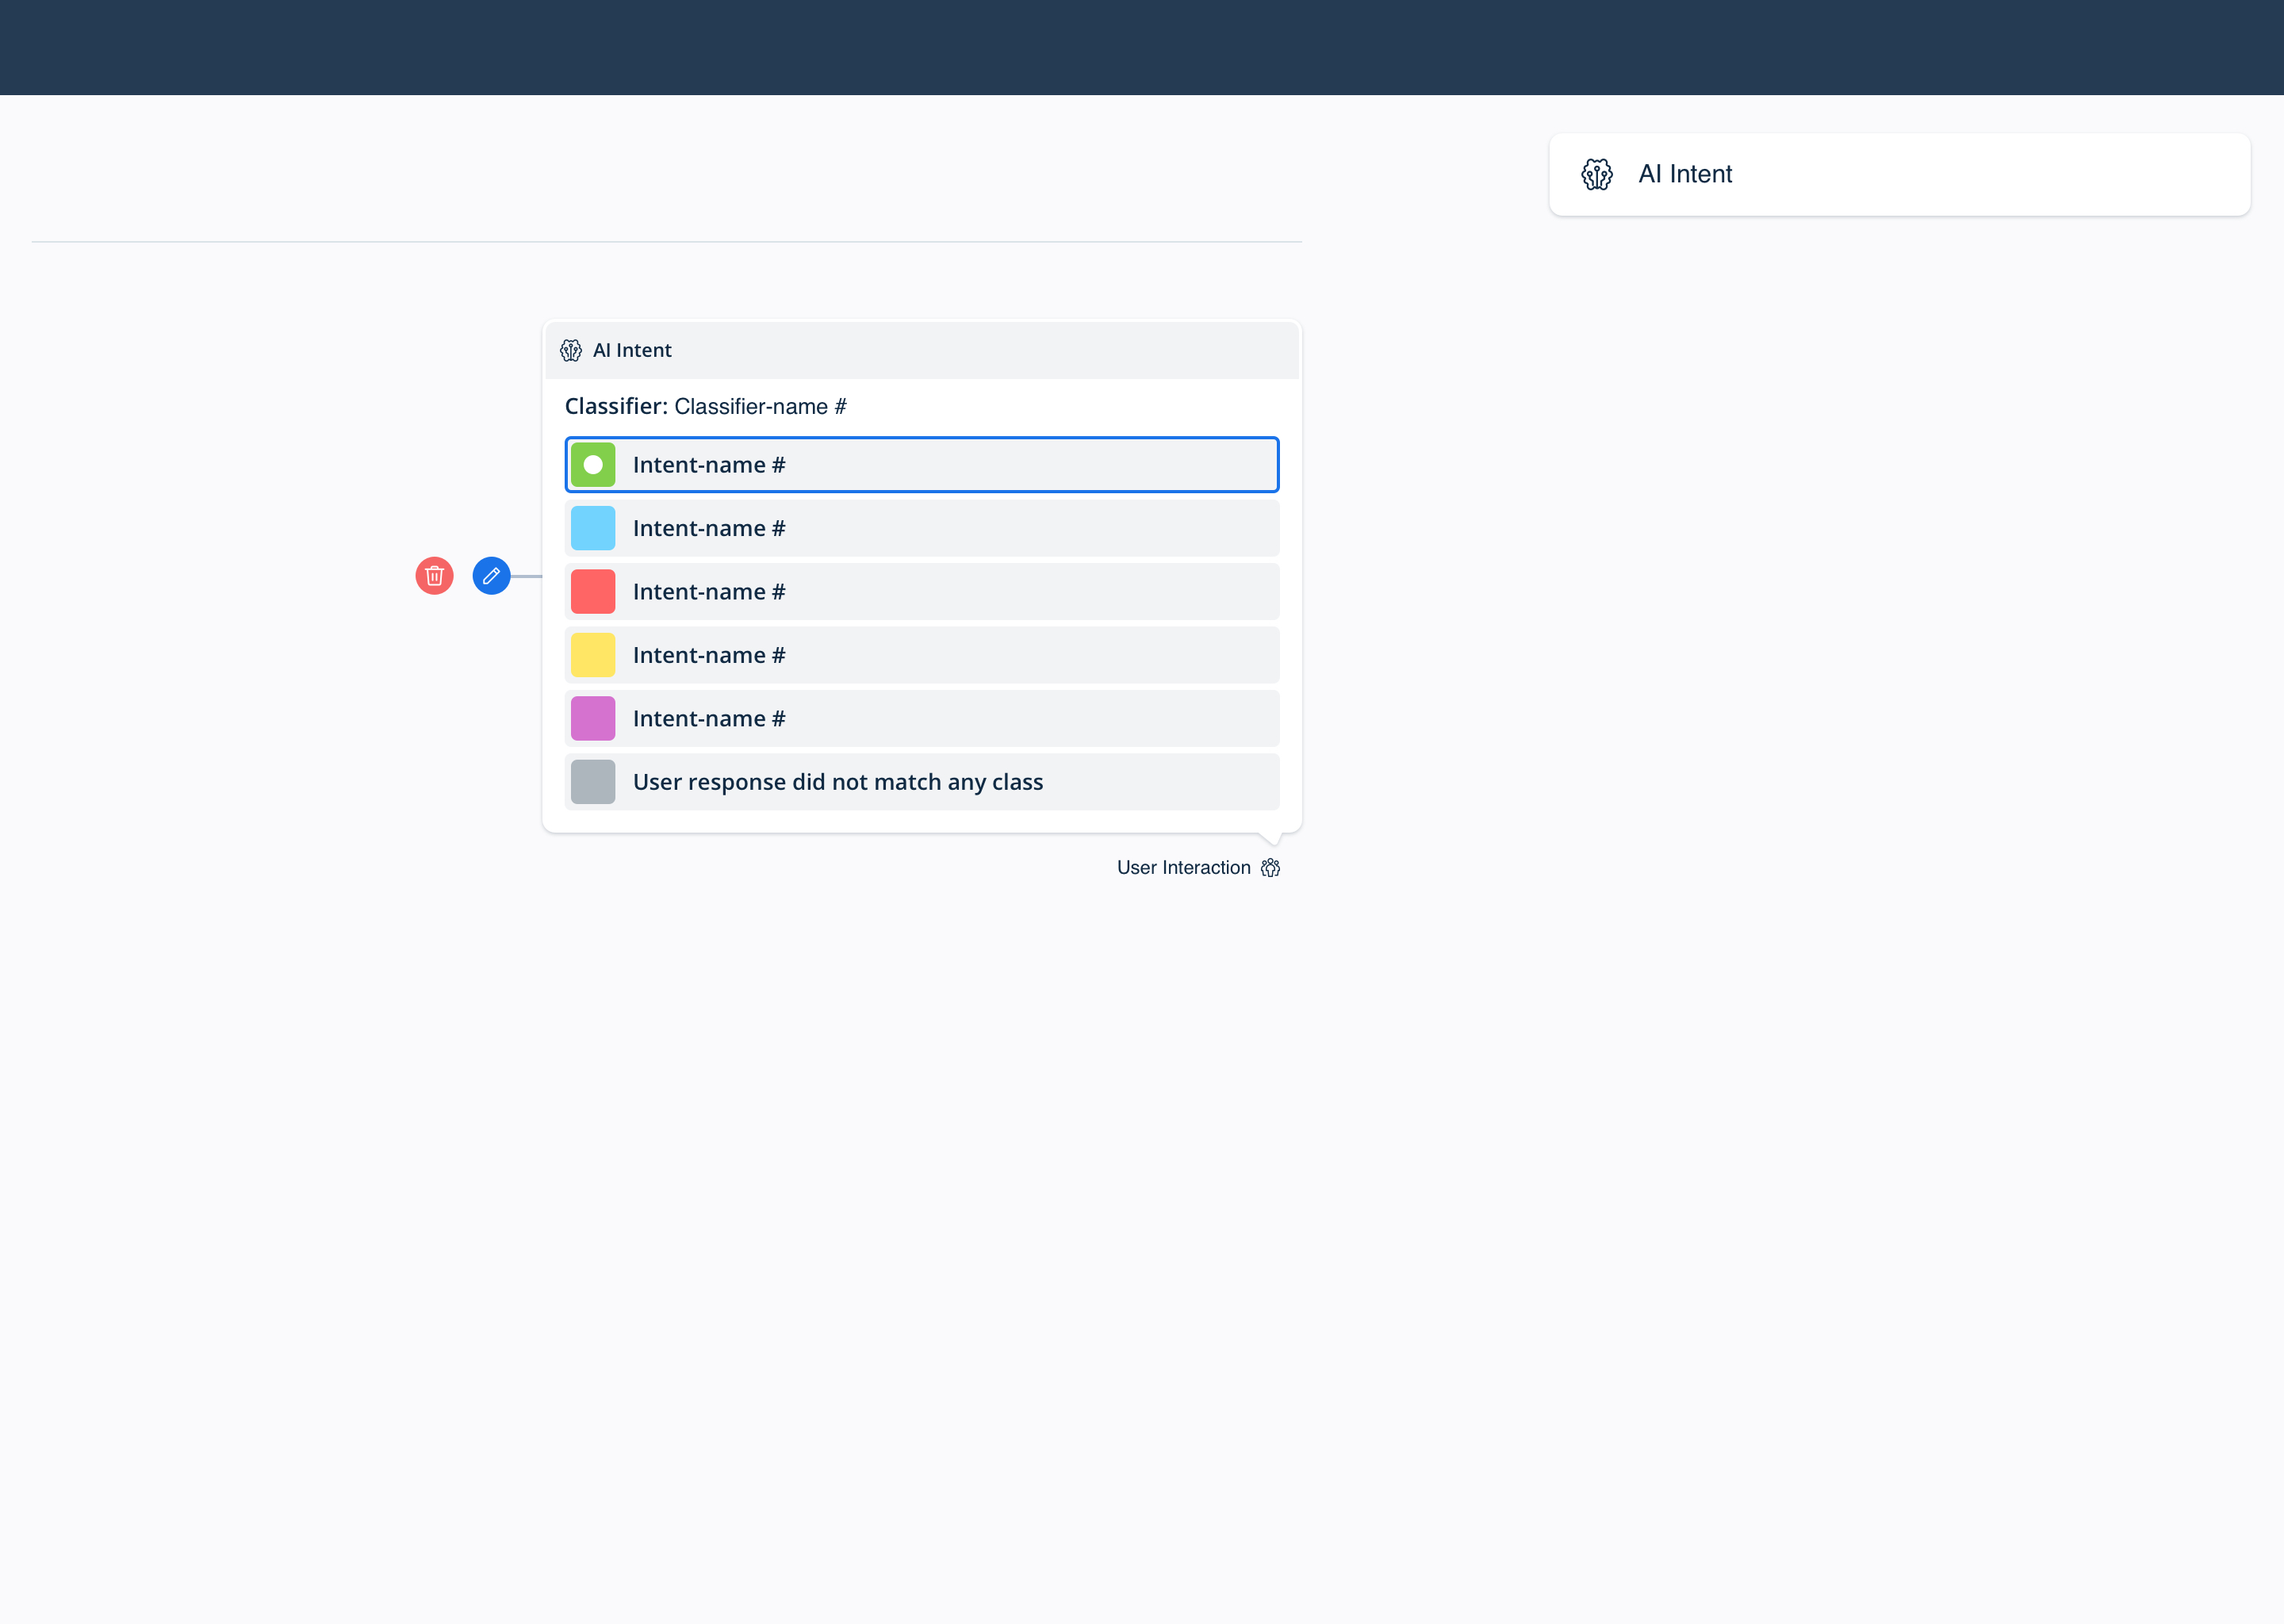 AI Intent
AI Intent
Classifier: Classifier-name #
Intent-name #
Intent-name #
Intent-name #
Intent-name #
Intent-name #
User response did not match any class
User Interaction